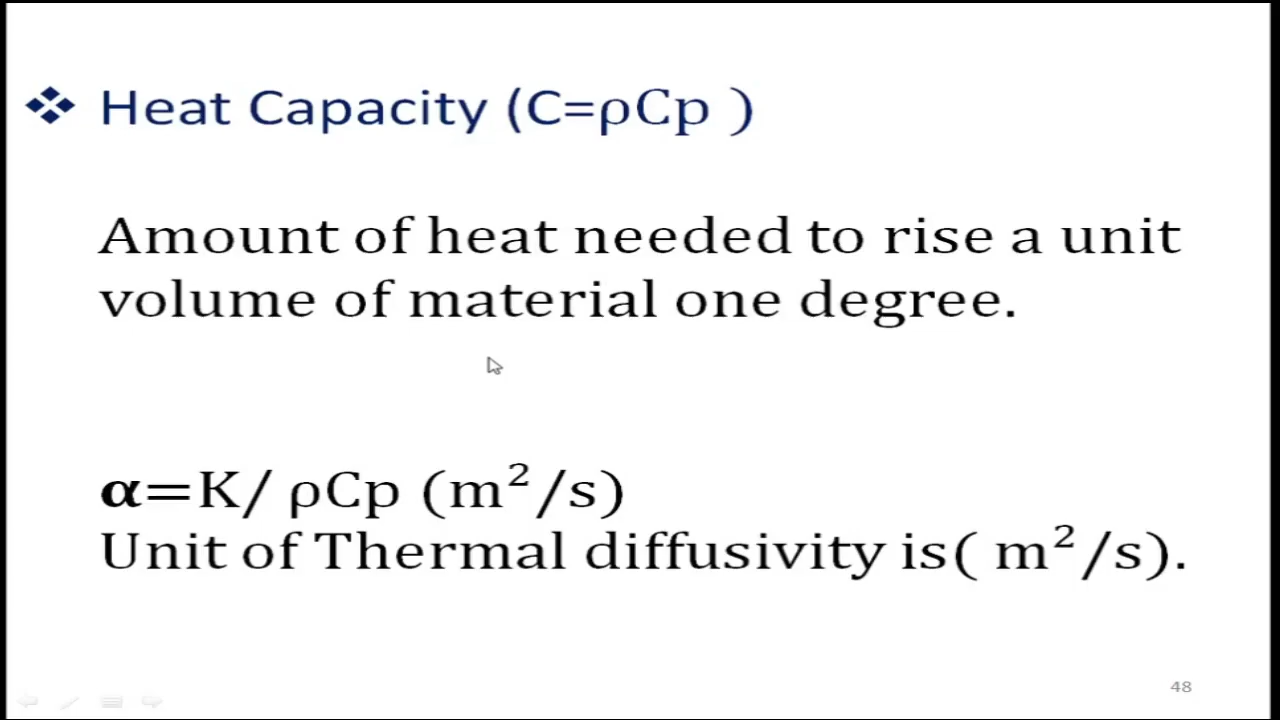 ❖ Heat Capacity (C=ρCp )
Amount of heat needed to rise a unit
volume of material one degree.
α=K/ ρCp (m²/s)
Unit of Thermal diffusivity is( m²/s).
48